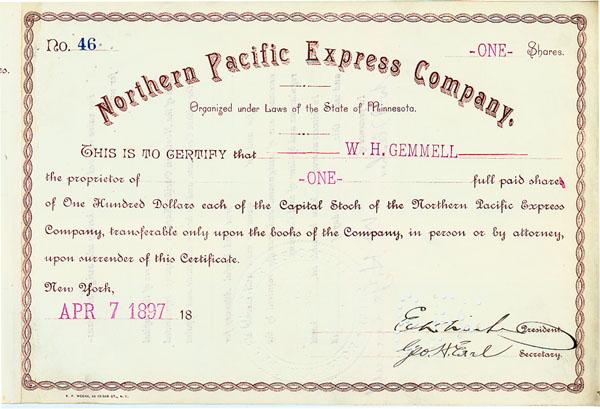 No. 46 -ONE- Shares.
Northern Pacific Express Company.
Organized under Laws of the State of Minnesota.
THIS IS TO CERTIFY that W. H. GEMMELL
the proprietor of -ONE- full paid shares
of One Hundred Dollars each of the Capital Stock of the Northern Pacific Express
Company, transferable only upon the books of the Company, in person or by attorney,
upon surrender of this Certificate.
New York,
APR 7 1897 18
President.
Geo H Earl Secretary.